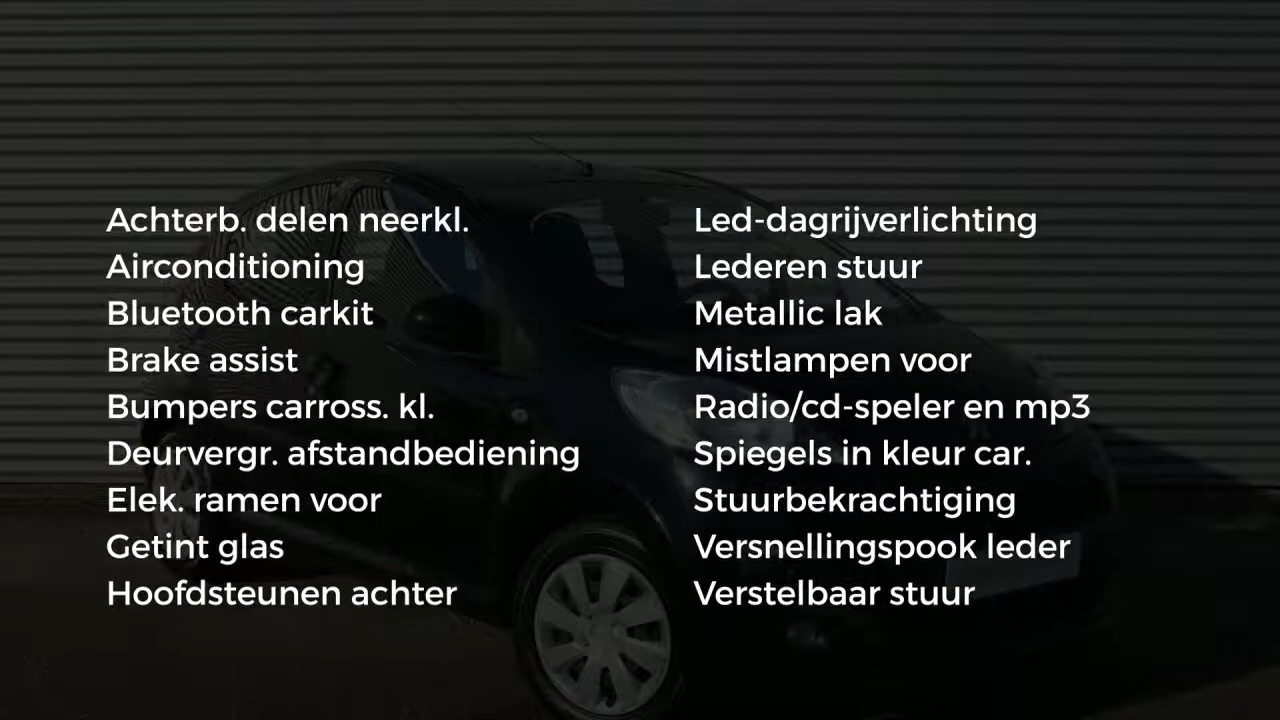 Achterb. delen neerkl.
Airconditioning
Bluetooth carkit
Brake assist
Bumpers carross. kl.
Deurvergr. afstandbediening
Elek. ramen voor
Getint glas
Hoofdsteunen achter
Led-dagrijverlichting
Lederen stuur
Metallic lak
Mistlampen voor
Radio/cd-speler en mp3
Spiegels in kleur car.
Stuurbekrachtiging
Versnellingspook leder
Verstelbaar stuur